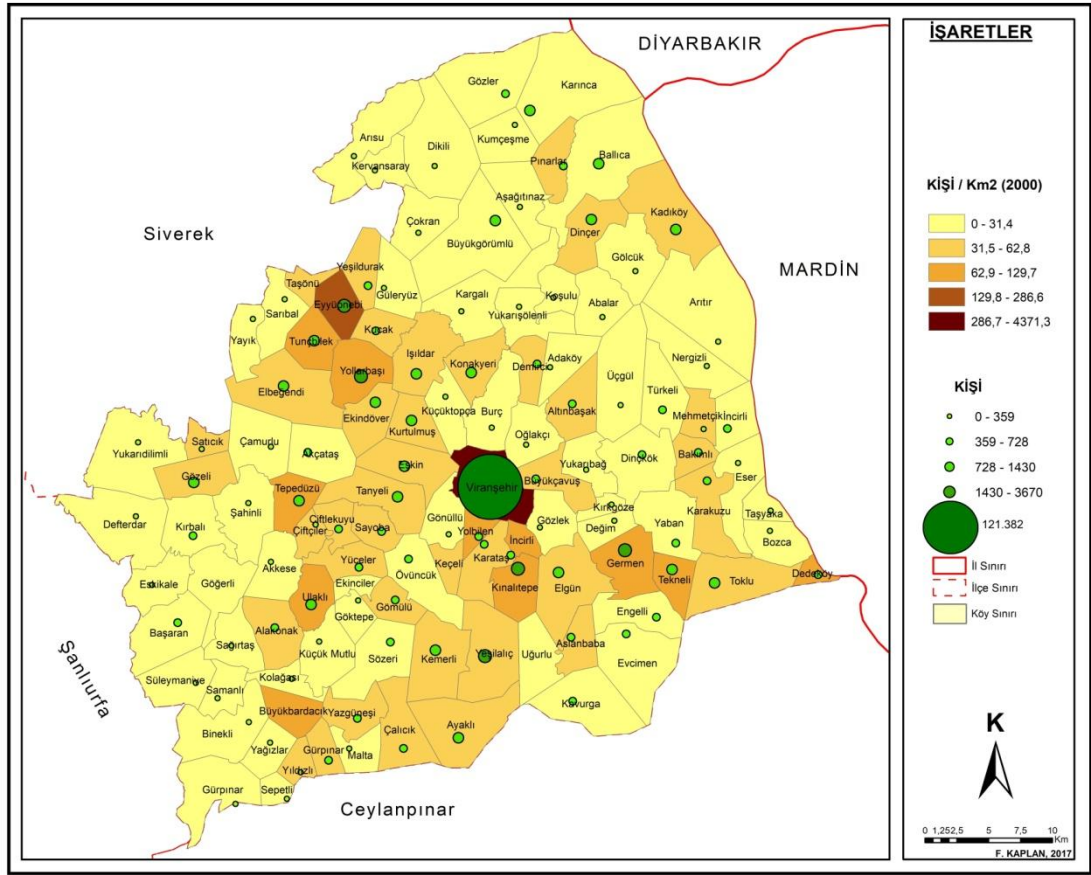 DİYARBAKIR
MARDİN
Siverek
Şanlıurfa
Ceylanpınar
Gözler
Karınca
Kumçeşme
Arısu
Dikili
Kervansaray
Pınarlar
Ballıca
Aşağıtınaz
Kadıköy
Çokran
Dinçer
Büyükgörümlü
Gölcük
Yeşildurak
Taşönü
Güleryüz
Eyyüpnebi
Kargalı
Koşulu
Abalar
Arıtır
Sarıbal
Yukarışölenli
Yayık
Tunçbilek
Kucak
Işıldar
Konakyeri
Demirci
Adaköy
Nergizli
Yollarbaşı
Üçgül
Türkeli
Elbeğendi
Küçüktopça
Burç
Altınbaşak
Mehmetçik
İncirli
Ekindöver
Kurtulmuş
Oğlakçı
Yukarıdilimli
Satıcık
Çamurlu
Akçataş
Dinçkök
Bakımlı
Eser
Gözeli
Yukarıbağ
Viranşehir
Büyükçavuş
Tepedüzü
Tanyeli
Karakuzu
Taşyaka
Defterdar
Şahinli
Kırkgöze
Çiftlekuyu
Çiftçiler
Sayoba
Gönüllü
Gözlek
Değim
Yaban
Bozca
Kırbalı
Yolbilen
İncirli
Karataş
Eskikale
Göğerli
Akkese
Yüceler
Övüncük
Keçeli
Germen
Ekinciler
Kınalıtepe
Elgün
Tekneli
Toklu
Dedeköy
Ulaklı
Gömülü
Göktepe
Engelli
Başaran
Alakonak
Sağırtaş
Küçük Mutlu
Sözeri
Kemerli
Yeşilalıç
Uğurlu
Aslanbaba
Evcimen
Süleymaniye
Kolağası
Samanlı
Kavurga
Büyükbardacık
Yazgüneşi
Binekli
Yağızlar
Gürpınar
Malta
Çalıcık
Ayaklı
Yıldızlı
Gürpınar
Sepetli
İŞARETLER
KİŞİ / Km2 (2000)
0 - 31,4
31,5 - 62,8
62,9 - 129,7
129,8 - 286,6
286,7 - 4371,3
KİŞİ
0 - 359
359 - 728
728 - 1430
1430 - 3670
121.382
İl Sınırı
İlçe Sınırı
Köy Sınırı
K
0 1,252,5 5 7,5 10
Km
F. KAPLAN, 2017